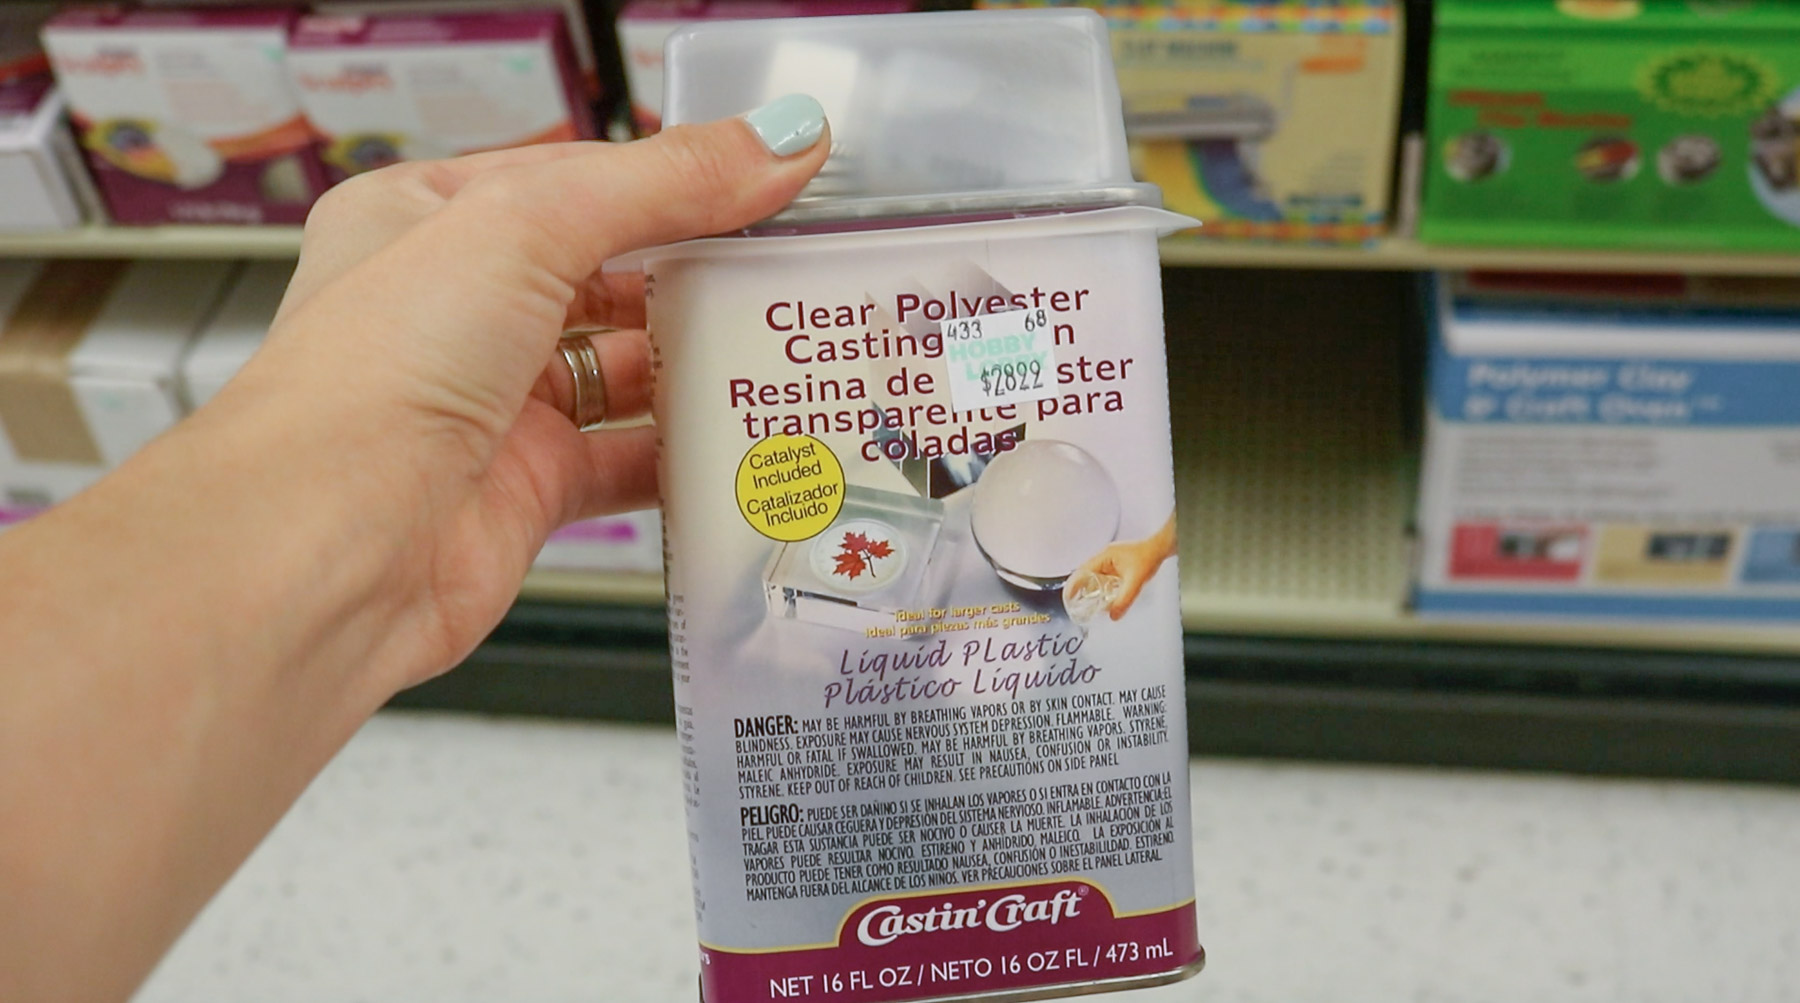 Clear Polyester
Casting n
Resina de ster
transparente para
coladas
433 68
HOBBY
LOBBY
$2822
Catalyst
Included
Catalizador
Incluido
Ideal for larger casts
Ideal para piezas más grandes
Liquid Plastic
Plástico Líquido
DANGER: MAY BE HARMFUL BY BREATHING VAPORS OR BY SKIN CONTACT. MAY CAUSE
BLINDNESS. EXPOSURE MAY CAUSE NERVOUS SYSTEM DEPRESSION. FLAMMABLE. WARNING:
HARMFUL OR FATAL IF SWALLOWED. MAY BE HARMFUL BY BREATHING VAPORS. STYRENE,
MALEIC ANHYDRIDE. EXPOSURE MAY RESULT IN NAUSEA, CONFUSION OR INSTABILITY.
STYRENE. KEEP OUT OF REACH OF CHILDREN. SEE PRECAUTIONS ON SIDE PANEL
PELIGRO: PUEDE SER DAÑINO SI SE INHALAN LOS VAPORES O SI ENTRA EN CONTACTO CON LA
PIEL. PUEDE CAUSAR CEGUERA Y DEPRESIÓN DEL SISTEMA NERVIOSO. INFLAMABLE. ADVERTENCIA: EL
TRAGAR ESTA SUSTANCIA PUEDE SER NOCIVO O CAUSER LA MUERTE. LA INHALACION DE LOS
VAPORES PUEDE RESULTAR NOCIVO. ESTIRENO Y ANHIDRIDO MALEICO. LA EXPOSICIÓN AL
PRODUCTO PUEDE TENER COMO RESULTADO NAUSEA, CONFUSIÓN O INESTABILILDAD. ESTIRENO.
MANTENGA FUERA DEL ALCANCE DE LOS NINOS. VER PRECAUCIONES SOBRE EL PANEL LATERAL.
Castin'Craft®
NET 16 FL OZ / NETO 16 OZ FL / 473 mL
Polymer Clay
& Craft Oven™